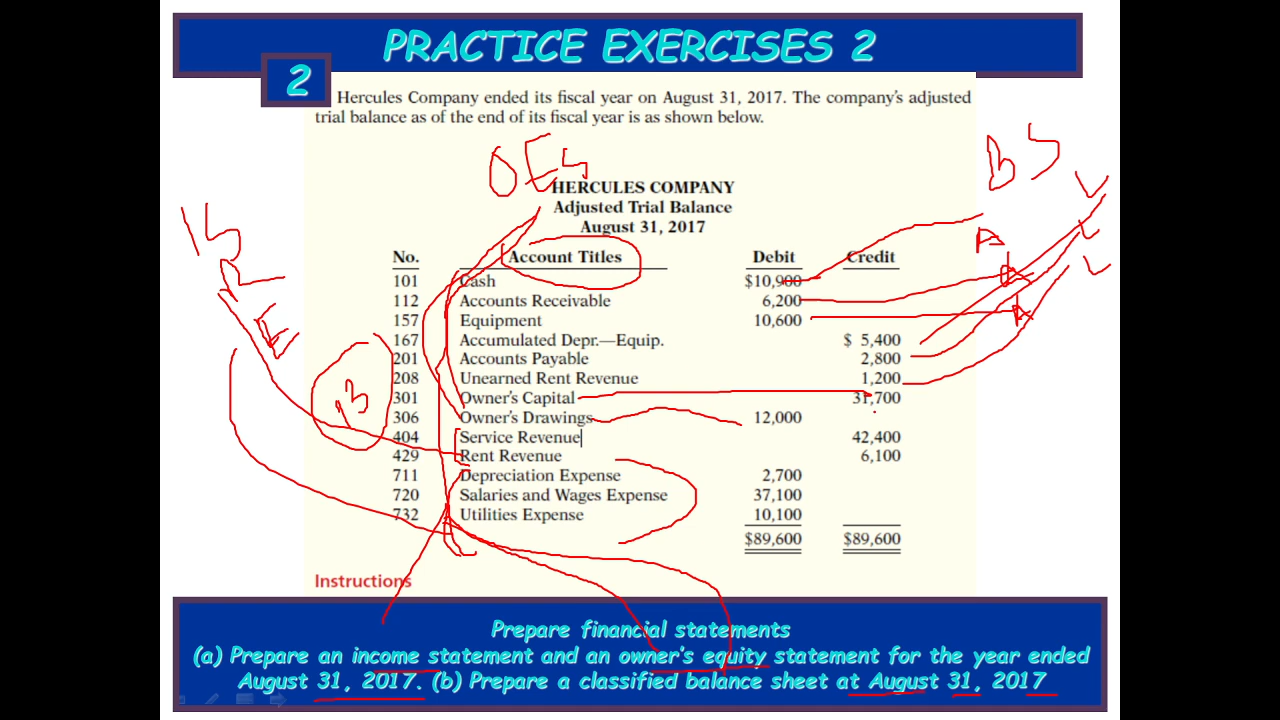 PRACTICE EXERCISES 2
2
Hercules Company ended its fiscal year on August 31, 2017. The company's adjusted
trial balance as of the end of its fiscal year is as shown below.
OES
BS
HERCULES COMPANY
Adjusted Trial Balance
August 31, 2017
IS
R
E
No. Account Titles Debit Credit
101 Cash $10,900
112 Accounts Receivable 6,200
157 Equipment 10,600
167 Accumulated Depr.—Equip. $ 5,400
201 Accounts Payable 2,800
208 Unearned Rent Revenue 1,200
301 Owner's Capital 31,700
306 Owner's Drawings 12,000
404 Service Revenue 42,400
429 Rent Revenue 6,100
711 Depreciation Expense 2,700
720 Salaries and Wages Expense 37,100
732 Utilities Expense 10,100
$89,600 $89,600
A
A
L
L
Instructions
Prepare financial statements
(a) Prepare an income statement and an owner's equity statement for the year ended
August 31, 2017. (b) Prepare a classified balance sheet at August 31, 2017